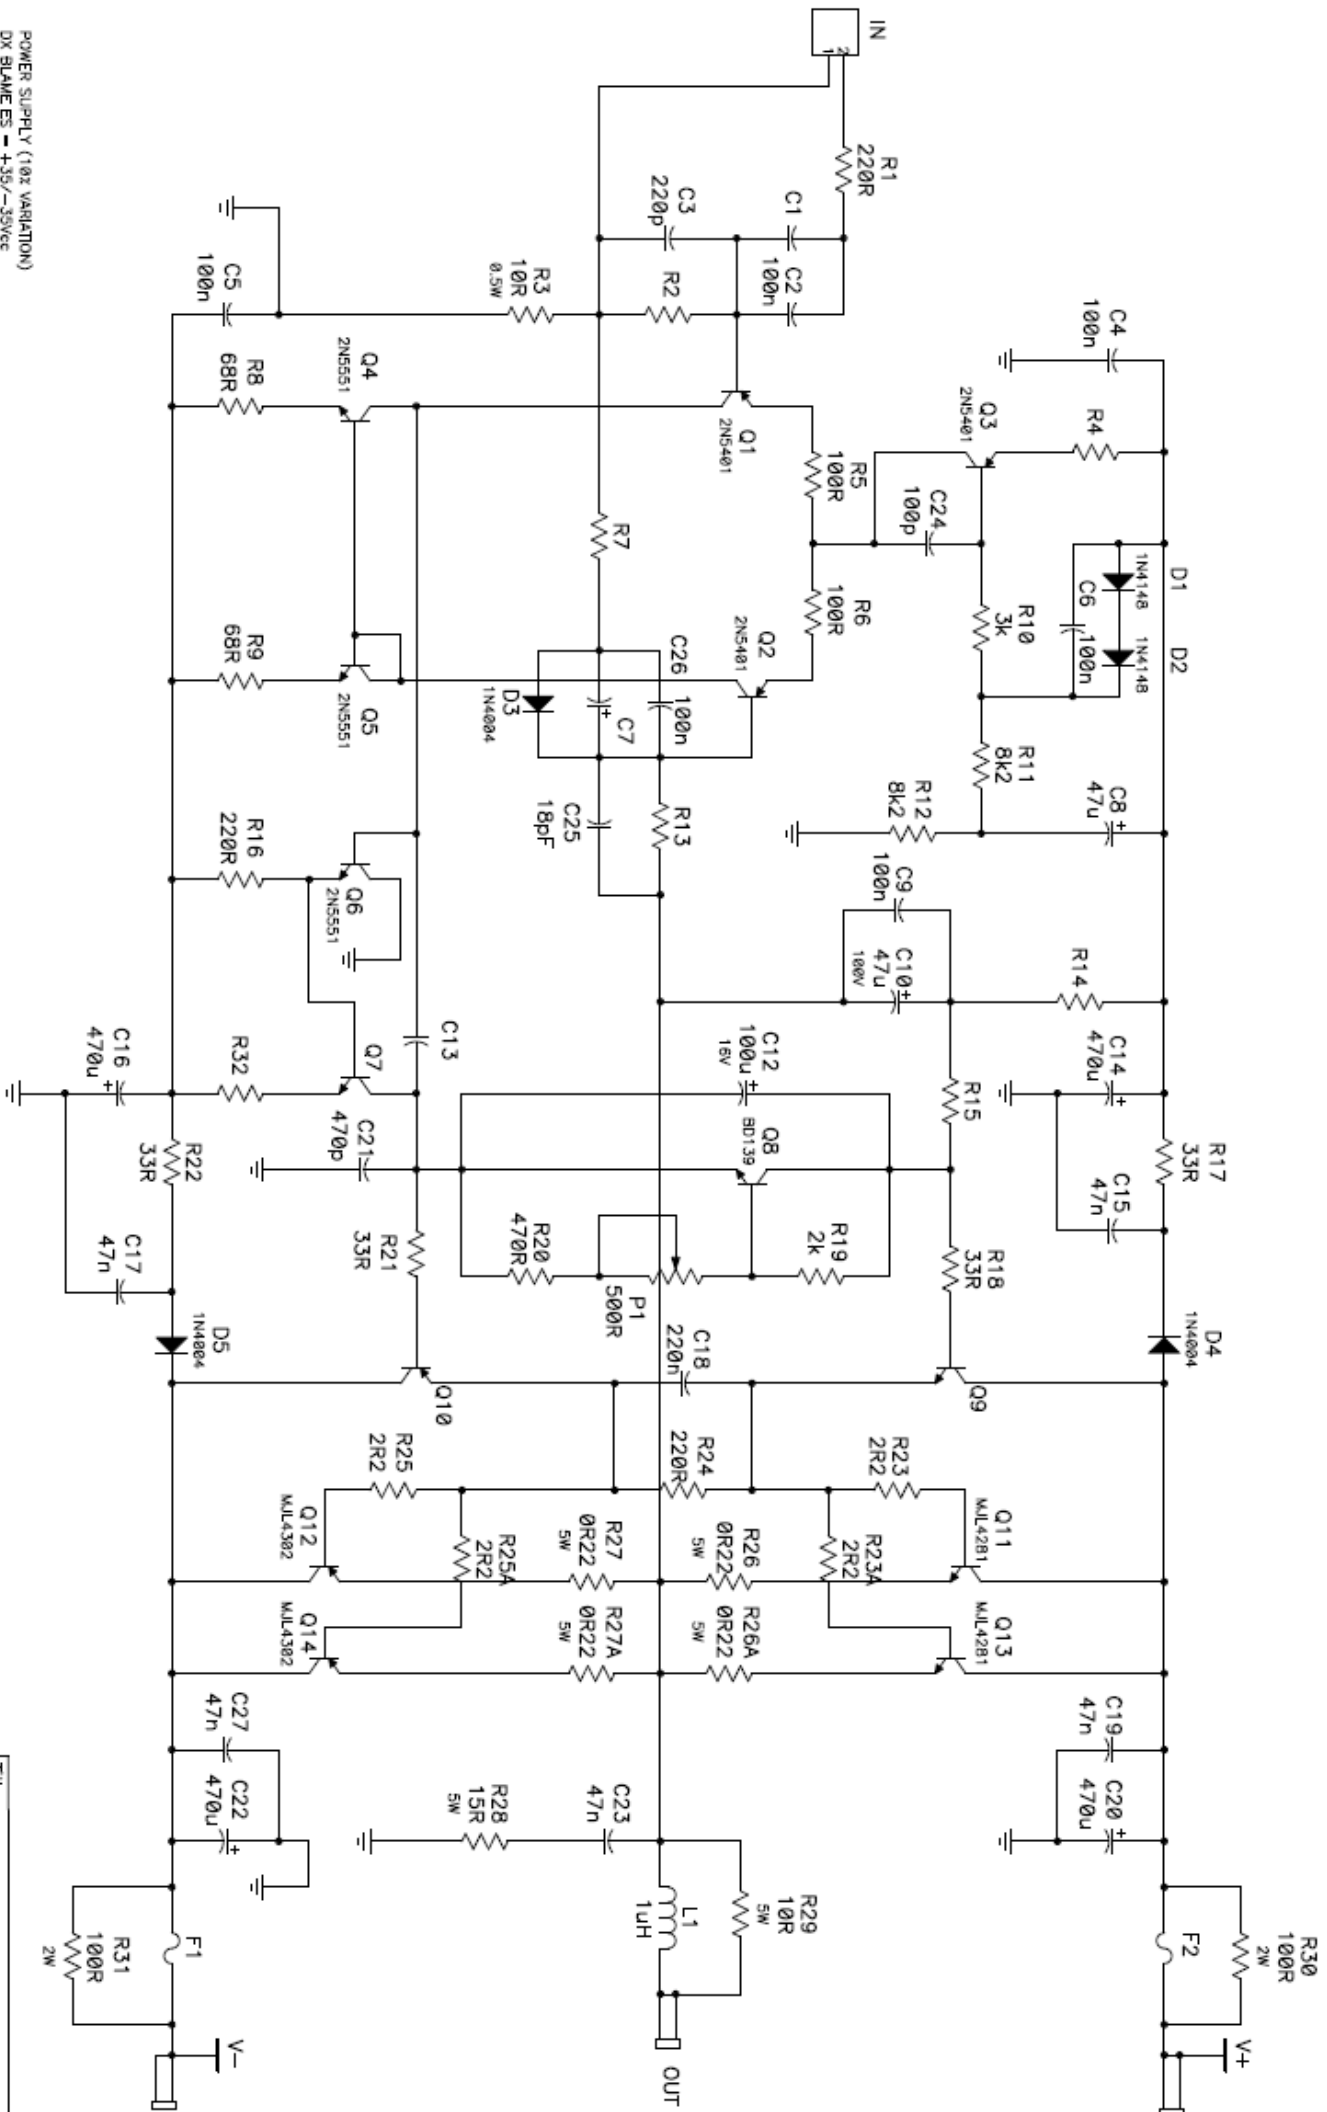 IN
2
1
R1
220R
C1
C2
100n
C3
220p
R2
R3
10R
0.5W
C5
100n
C4
100n
R4
Q3
2N5401
Q1
2N5401
R5
100R
C24
100p
R6
100R
Q2
2N5401
D1
1N4148
D2
1N4148
C6
100n
R10
3k
R11
8k2
R12
8k2
C8
47u
+
R7
C26
100n
C7
+
D3
1N4004
C25
18pF
R13
Q4
2N5551
R8
68R
R9
68R
Q5
2N5551
R16
220R
Q6
2N5551
C9
100n
C10
47u
100V
+
R14
C14
470u
+
R17
33R
C15
47n
D4
1N4004
R15
R18
33R
C12
100u
16V
+
Q8
BD139
R19
2k
P1
500R
R20
470R
C13
Q7
R32
C21
470p
R21
33R
C16
470u
+
R22
33R
C17
47n
D5
1N4004
Q9
Q10
C18
220n
R24
220R
R23
2R2
R23A
2R2
R25
2R2
R25A
2R2
Q11
MJL4281
Q13
MJL4281
Q12
MJL4302
Q14
MJL4302
R26
0R22
5W
R26A
0R22
5W
R27
0R22
5W
R27A
0R22
5W
C19
47n
C20
470u
+
C27
47n
C22
470u
+
C23
47n
R28
15R
5W
R29
10R
5W
L1
1uH
OUT
R30
100R
2W
F2
V+
R31
100R
2W
F1
V-
POWER SUPPLY (10% VARIATION)
DX BLAME ES = +35/-35Vcc